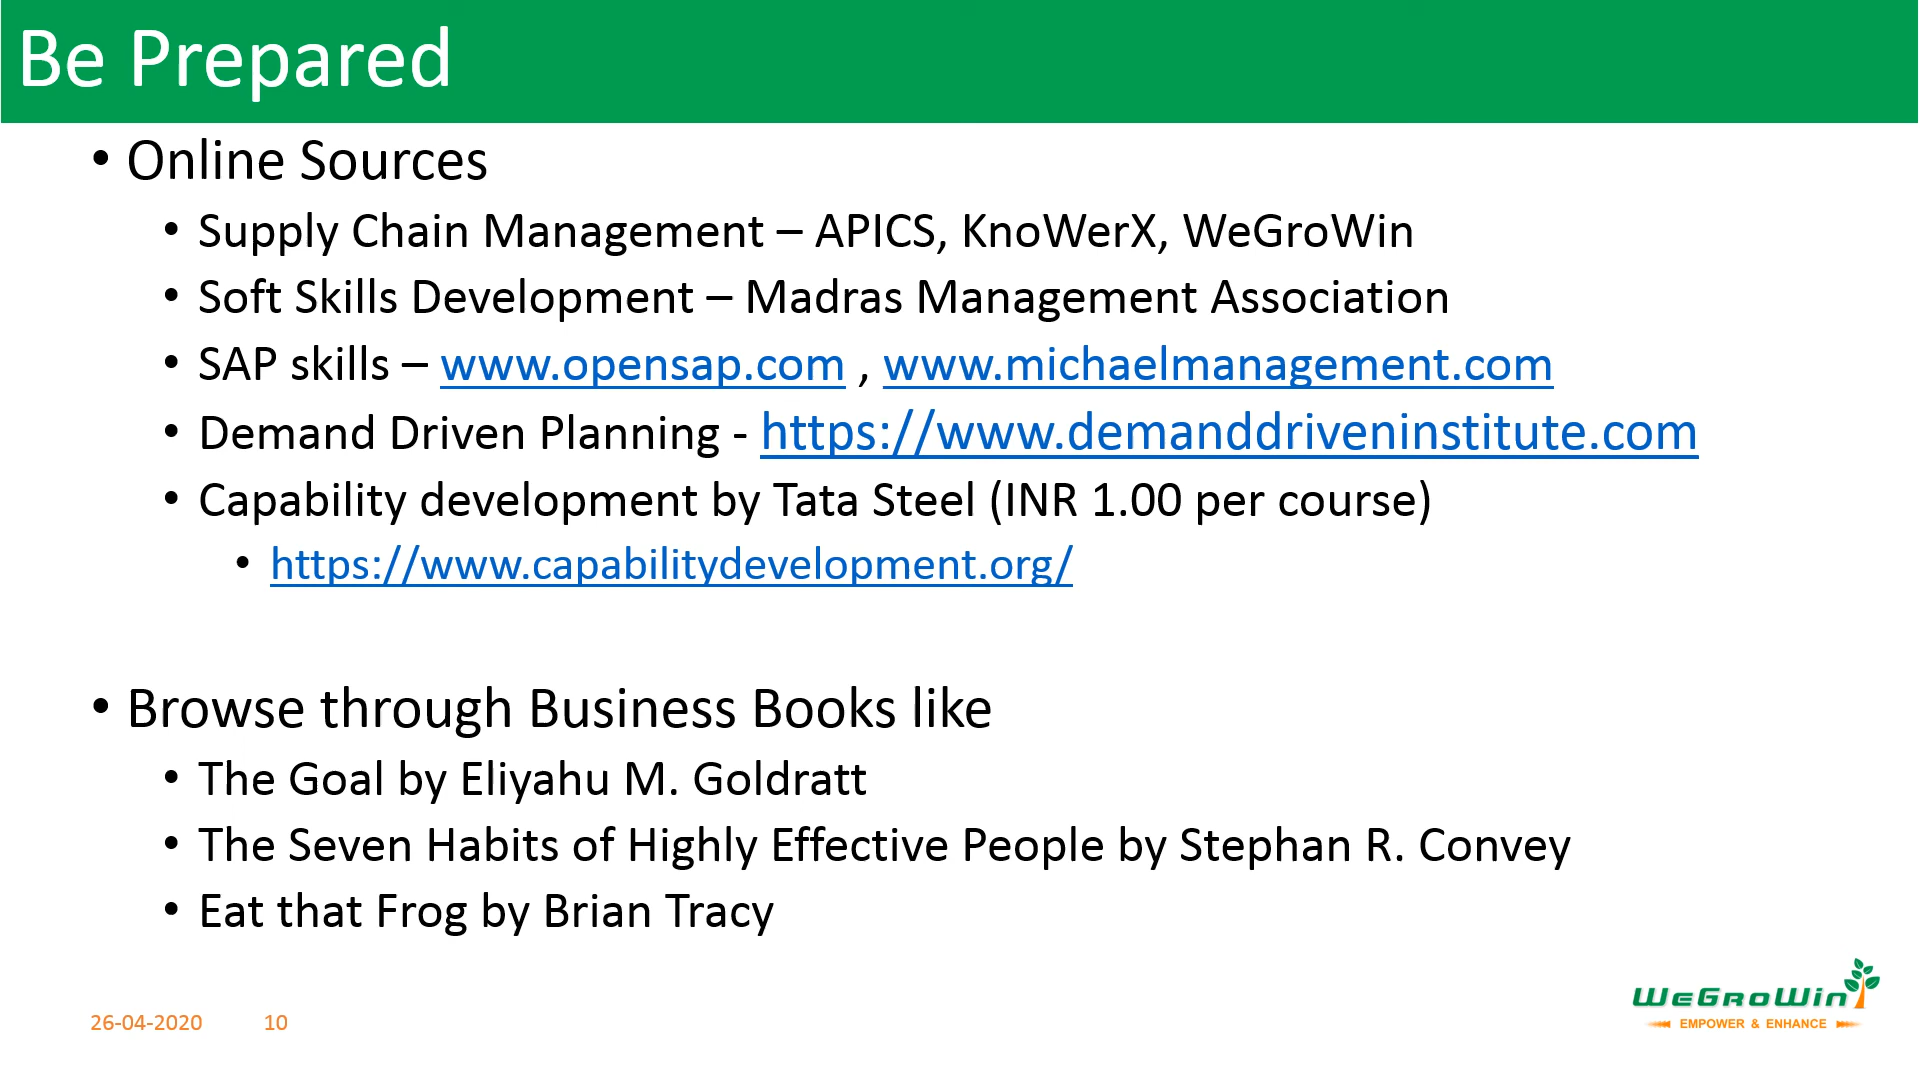 Be Prepared
• Online Sources
• Supply Chain Management – APICS, KnoWerX, WeGroWin
• Soft Skills Development – Madras Management Association
• SAP skills – www.opensap.com , www.michaelmanagement.com
• Demand Driven Planning - https://www.demanddriveninstitute.com
• Capability development by Tata Steel (INR 1.00 per course)
• https://www.capabilitydevelopment.org/
• Browse through Business Books like
• The Goal by Eliyahu M. Goldratt
• The Seven Habits of Highly Effective People by Stephan R. Convey
• Eat that Frog by Brian Tracy
26-04-2020 10
WeGroWin
EMPOWER & ENHANCE